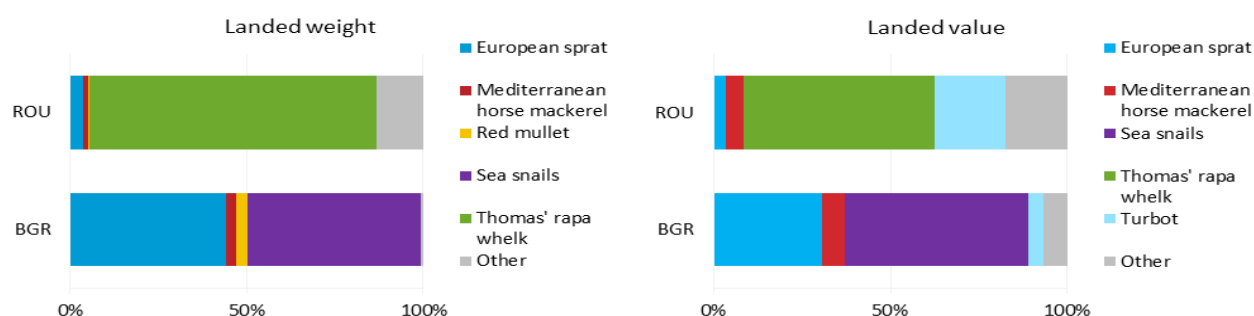 Landed weight
ROU
BGR
0%
50%
100%
European sprat
Mediterranean
horse mackerel
Red mullet
Sea snails
Thomas' rapa
whelk
Other
Landed value
ROU
BGR
0%
50%
100%
European sprat
Mediterranean
horse mackerel
Sea snails
Thomas' rapa
whelk
Turbot
Other